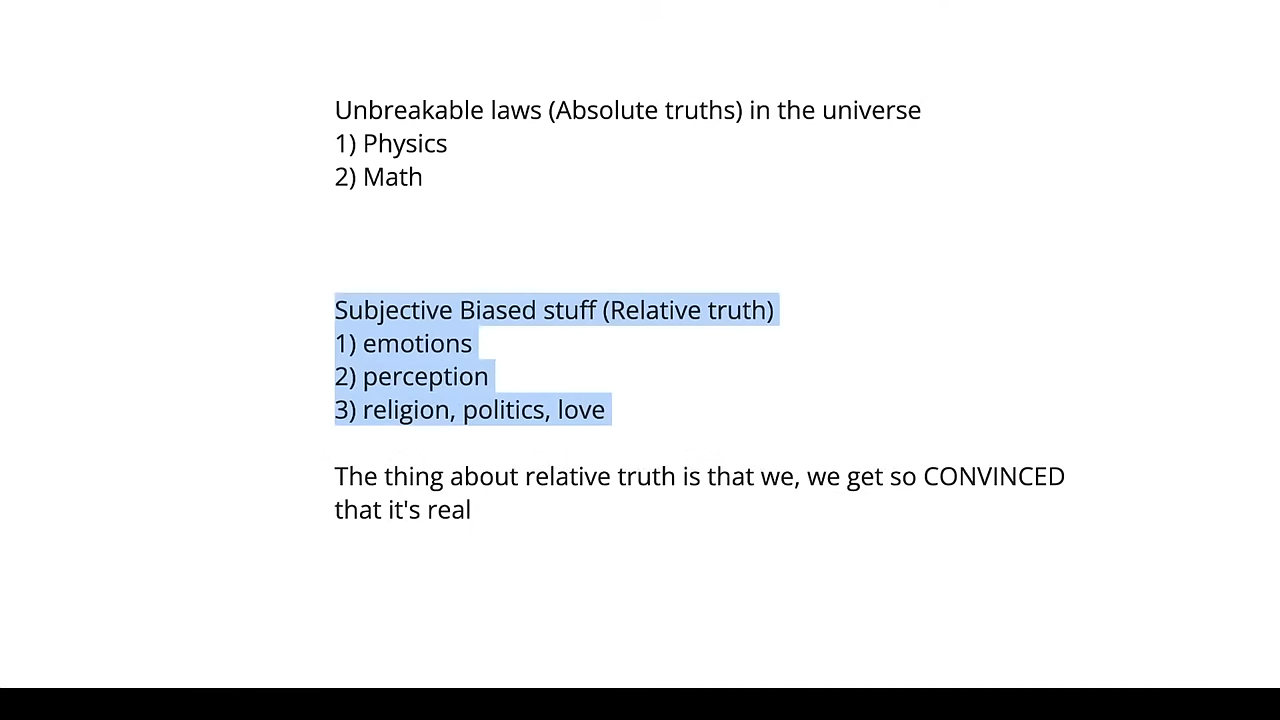 Unbreakable laws (Absolute truths) in the universe
1) Physics
2) Math
Subjective Biased stuff (Relative truth)
1) emotions
2) perception
3) religion, politics, love
The thing about relative truth is that we, we get so CONVINCED
that it's real